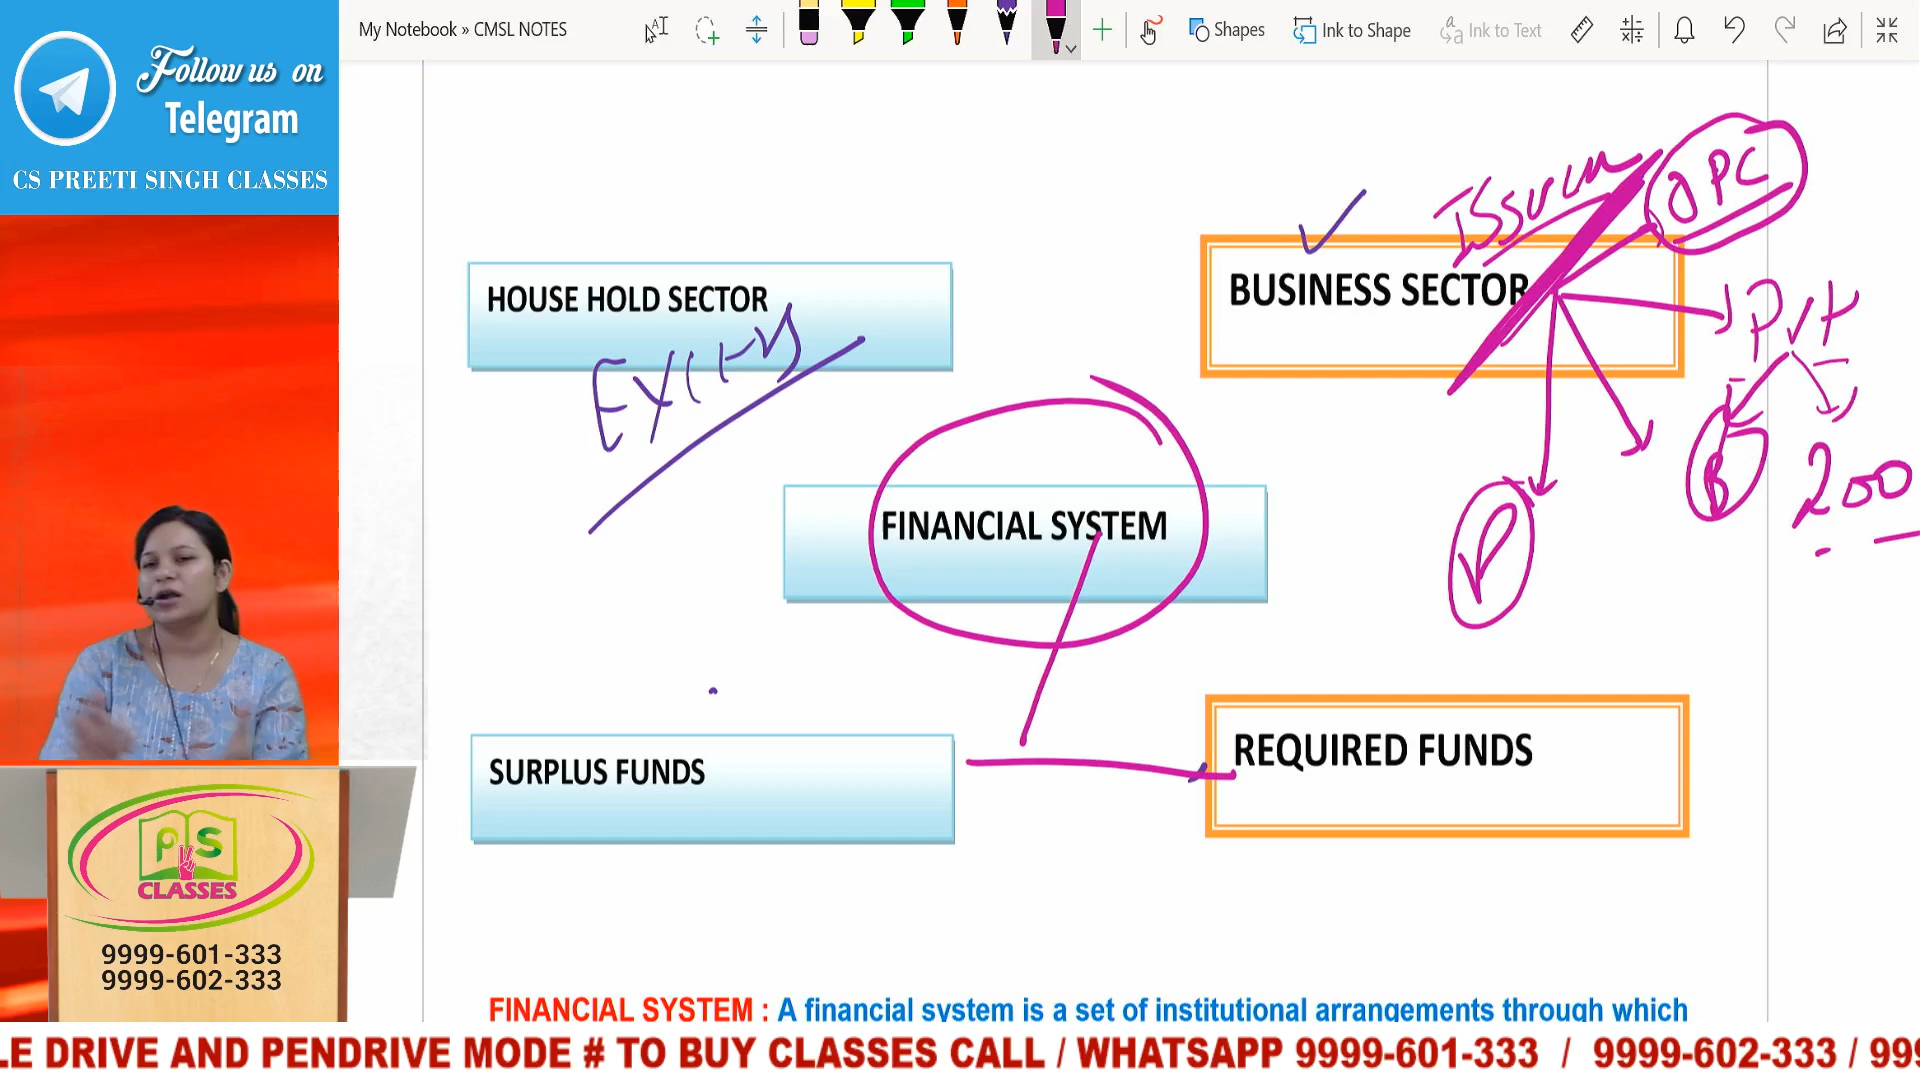 My Notebook » CMSL NOTES
Shapes
Ink to Shape
Ink to Text
Follow us on
Telegram
CS PREETI SINGH CLASSES
OPC
HOUSE HOLD SECTOR
BUSINESS SECTOR
Pvt
Excess
200
FINANCIAL SYSTEM
P
SURPLUS FUNDS
REQUIRED FUNDS
PS
CLASSES
9999-601-333
9999-602-333
FINANCIAL SYSTEM : A financial system is a set of institutional arrangements through which
LE DRIVE AND PENDRIVE MODE # TO BUY CLASSES CALL / WHATSAPP 9999-601-333 / 9999-602-333 / 999